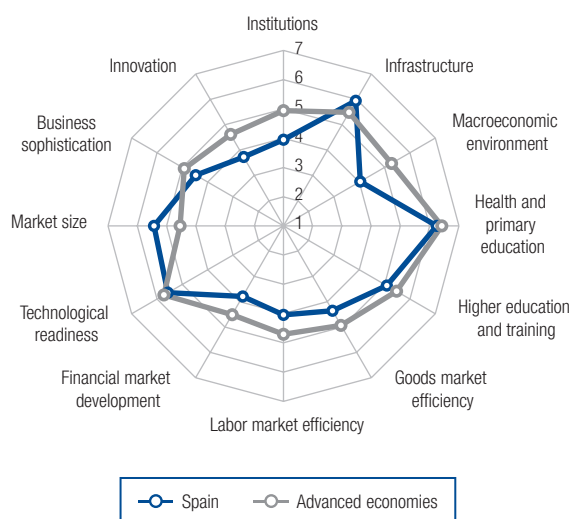 Institutions
7
6
5
4
3
2
1
Infrastructure
Macroeconomic
environment
Health and
primary
education
Higher education
and training
Goods market
efficiency
Labor market efficiency
Financial market
development
Technological
readiness
Market size
Business
sophistication
Innovation
Spain
Advanced economies